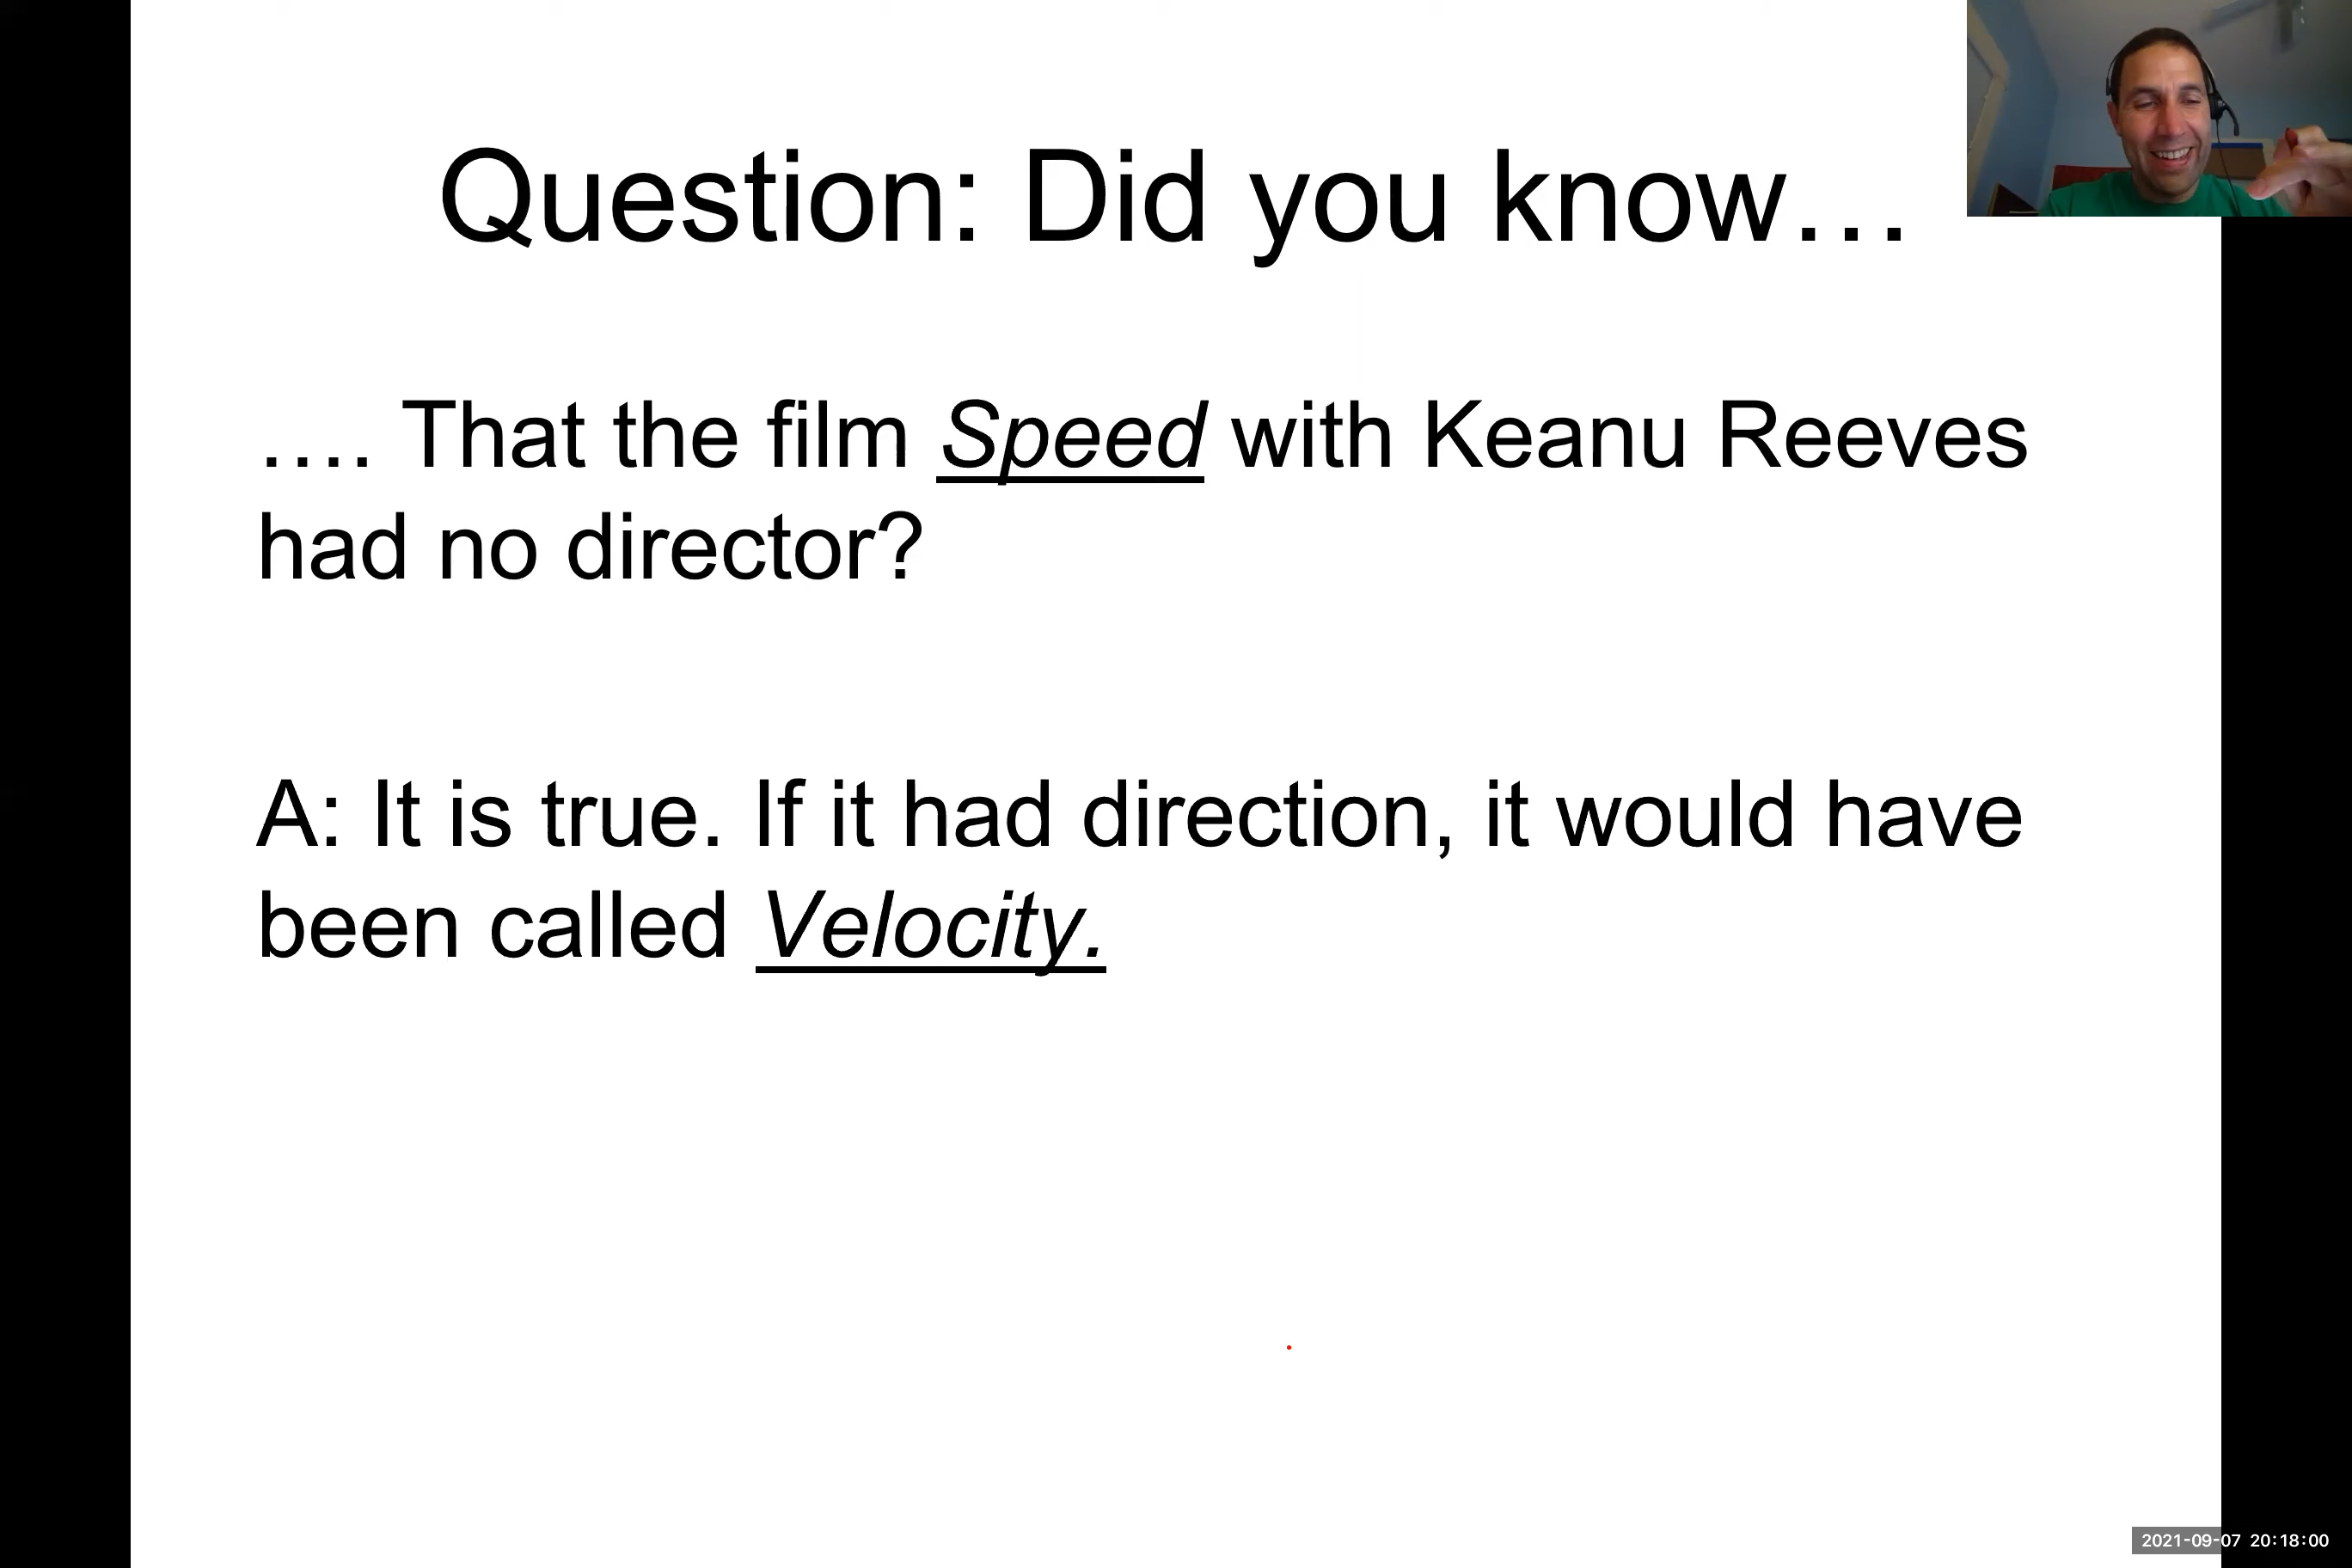 Question: Did you know…
…. That the film Speed with Keanu Reeves
had no director?
A: It is true. If it had direction, it would have
been called Velocity.
2021-09-07 20:18:00